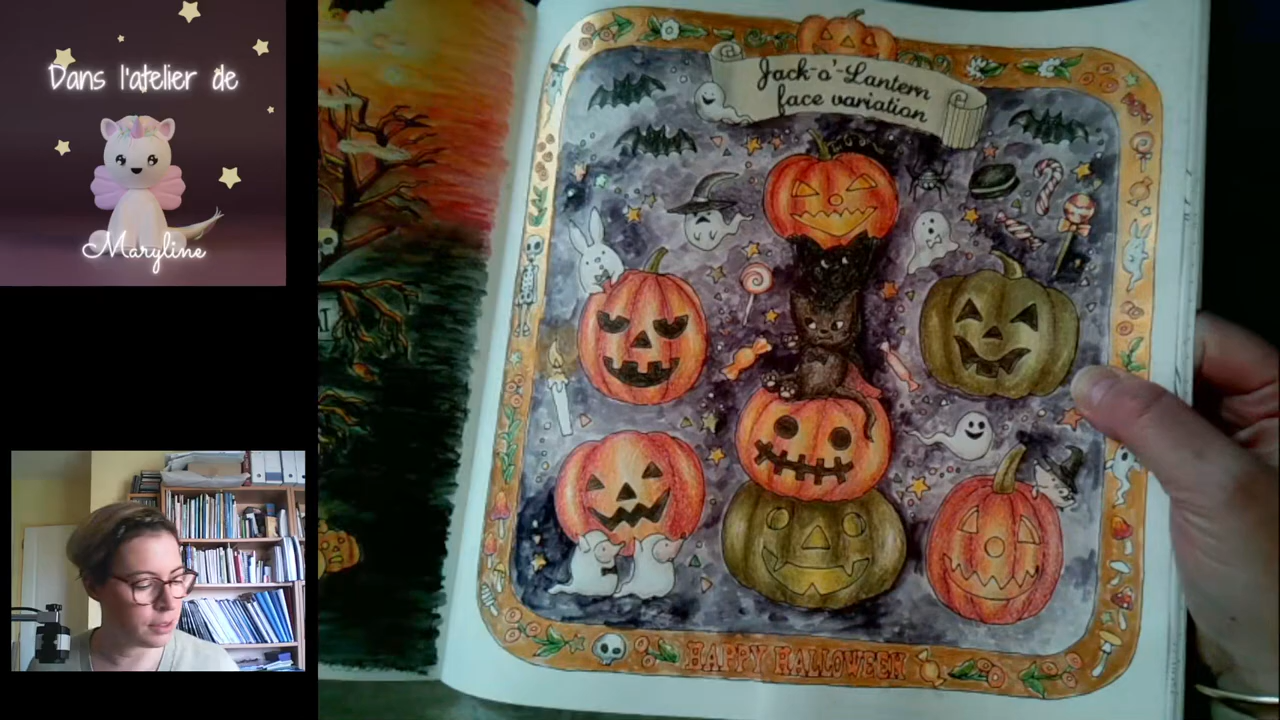 Dans l'atelier de
Maryline
Jack-o'-Lantern
face variation
HAPPY HALLOWEEN